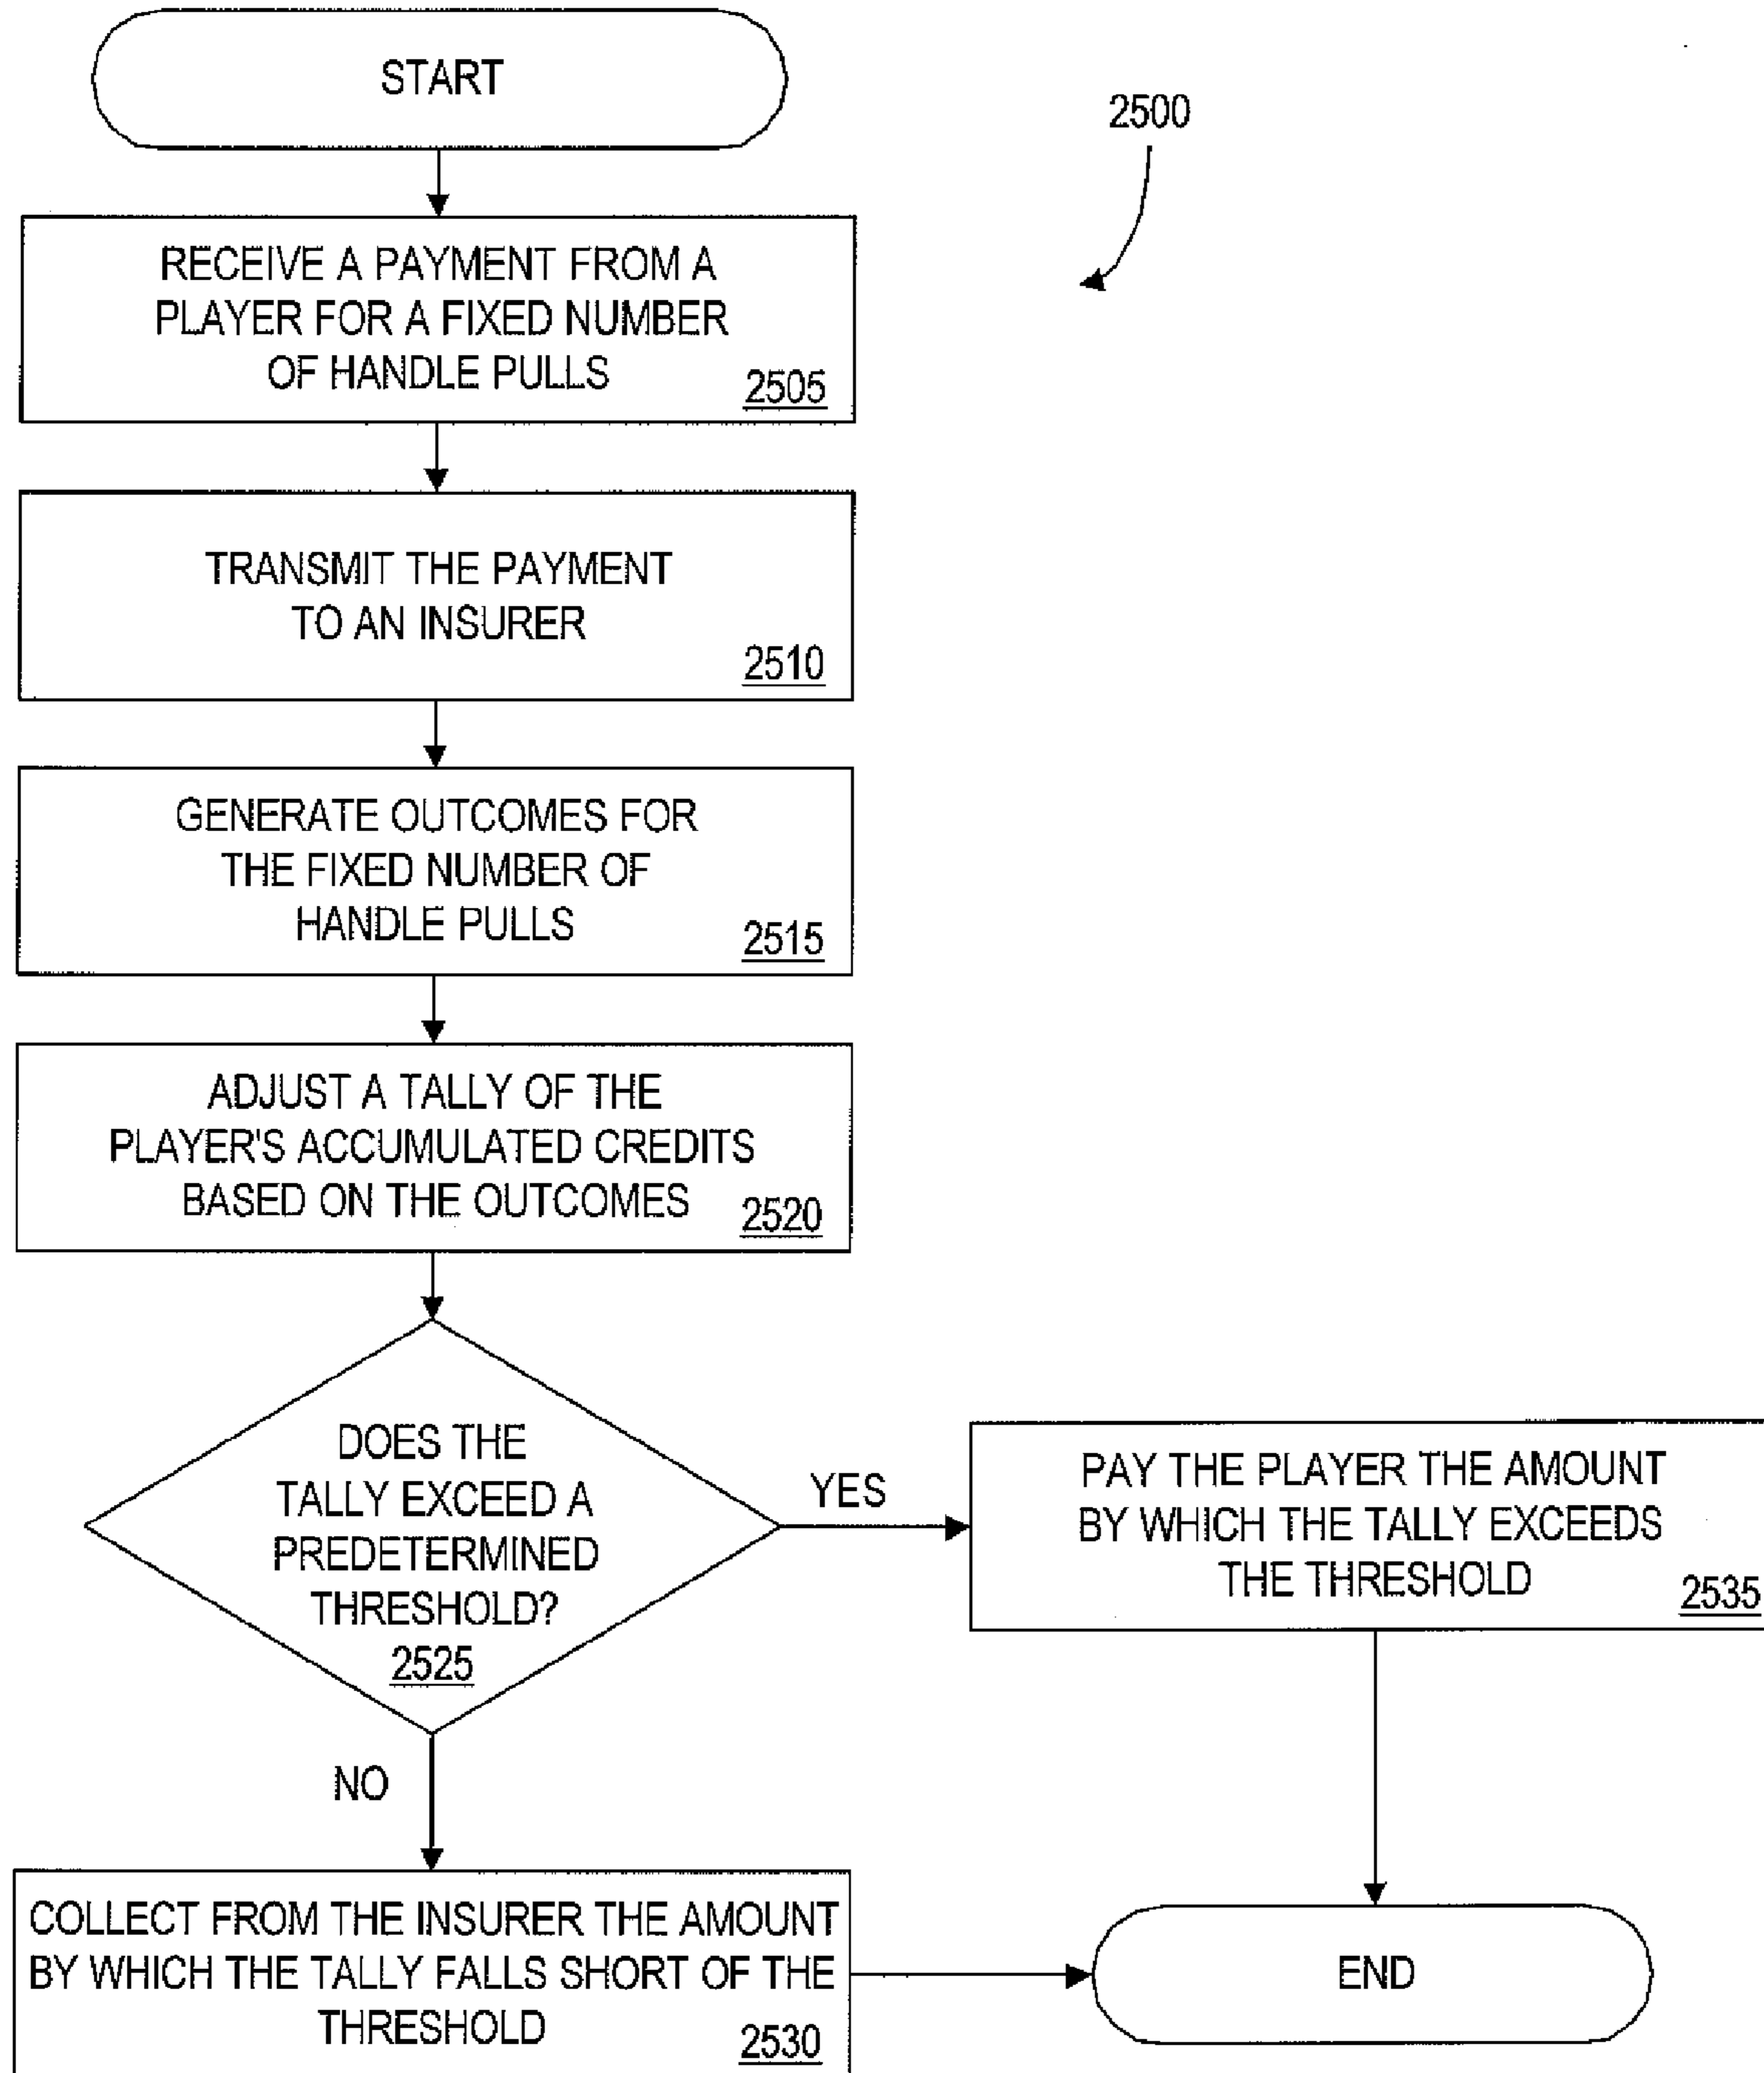 START
2500
RECEIVE A PAYMENT FROM A
PLAYER FOR A FIXED NUMBER
OF HANDLE PULLS
2505
TRANSMIT THE PAYMENT
TO AN INSURER
2510
GENERATE OUTCOMES FOR
THE FIXED NUMBER OF
HANDLE PULLS
2515
ADJUST A TALLY OF THE
PLAYER'S ACCUMULATED CREDITS
BASED ON THE OUTCOMES
2520
DOES THE
TALLY EXCEED A
PREDETERMINED
THRESHOLD?
2525
YES
PAY THE PLAYER THE AMOUNT
BY WHICH THE TALLY EXCEEDS
THE THRESHOLD
2535
NO
COLLECT FROM THE INSURER THE AMOUNT
BY WHICH THE TALLY FALLS SHORT OF THE
THRESHOLD
2530
END